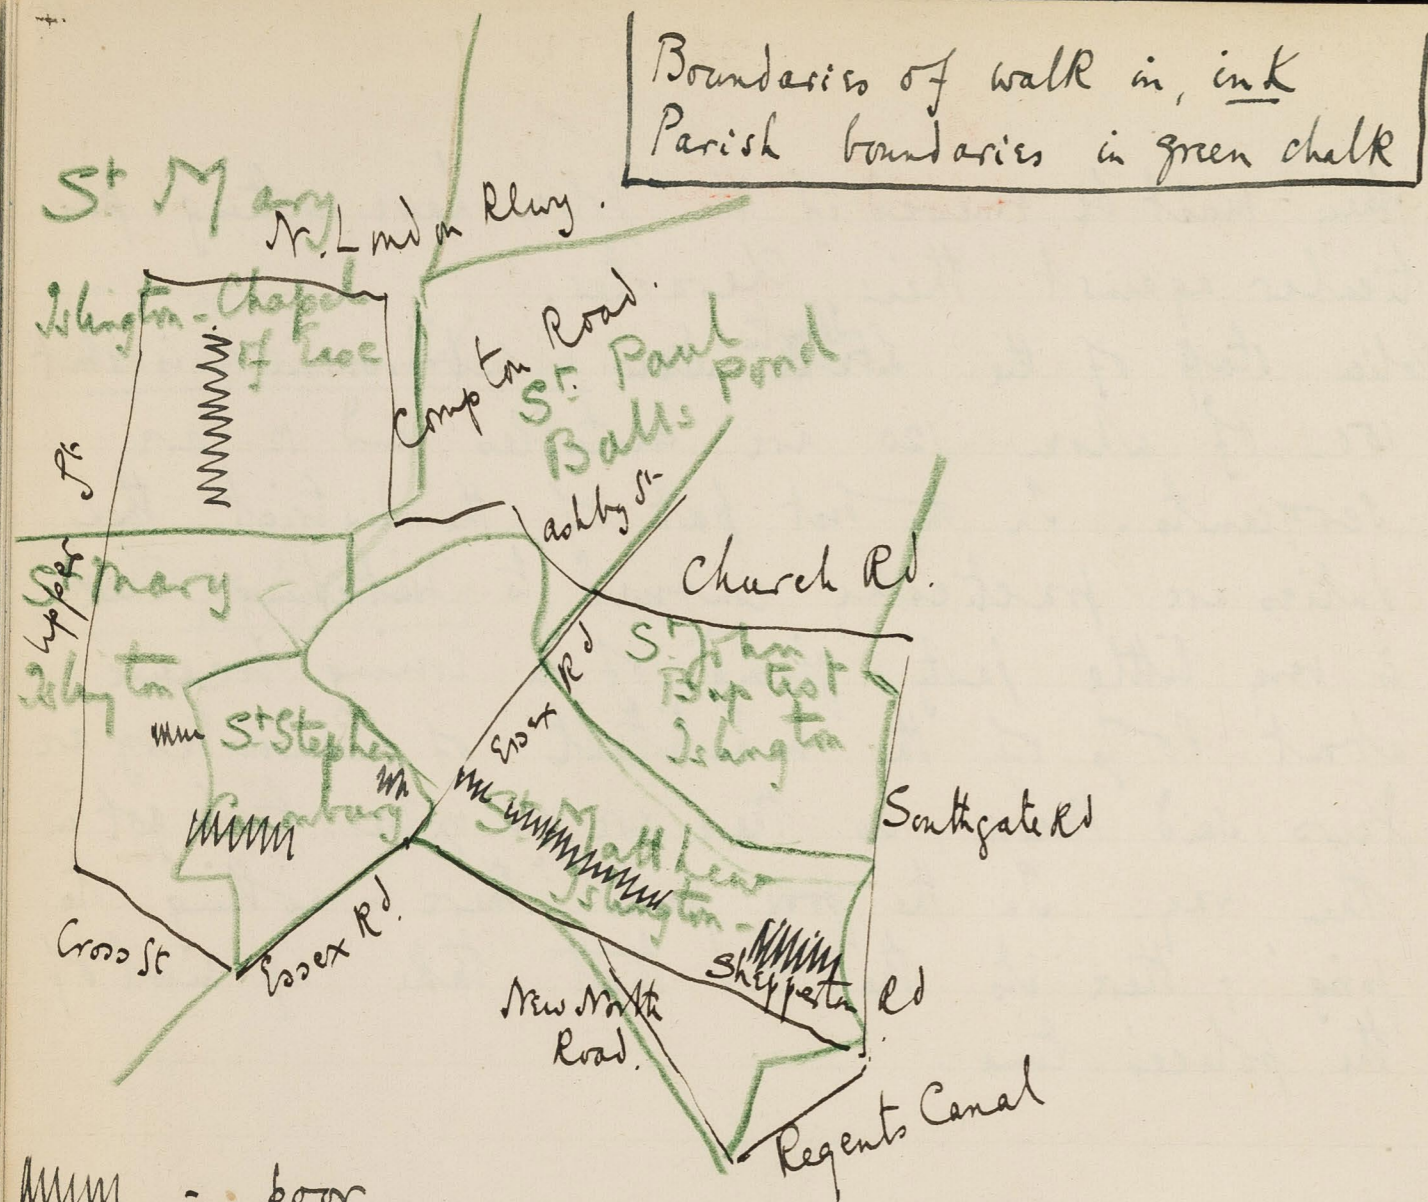 Boundaries of walk in, ink
Parish boundaries in green chalk
St Mary
N. London Rlwy.
Islington - Chapel
of Ease
Compton Road.
St. Paul
Balls pond
Upper St
ashby St
Church Rd.
St Mary
Islington
Essex Rd
St John
Baptist
Islington
St Stephen
Canonbury
Southgate Rd
St Matthew
Islington -
Cross St
Essex Rd.
Shepperton Rd
New North
Road.
Regents Canal
- poor